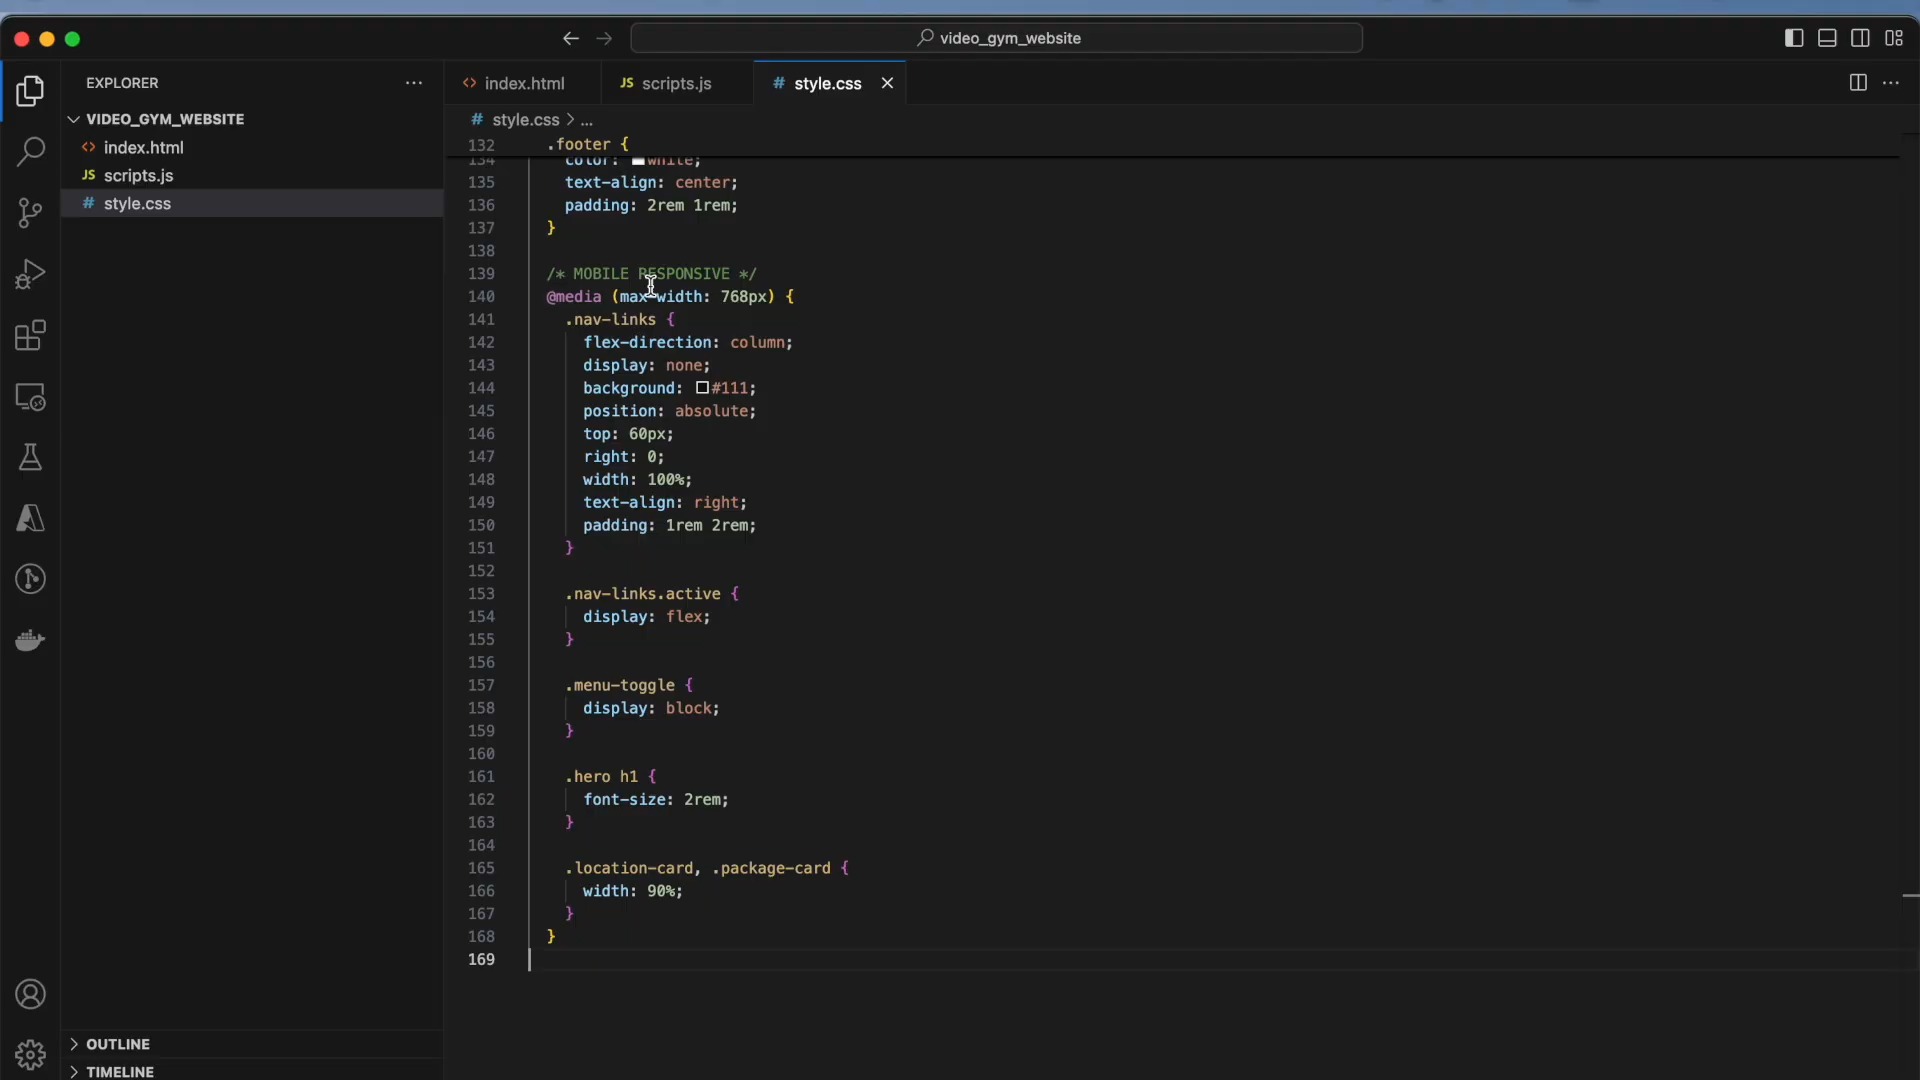 video_gym_website
EXPLORER
VIDEO_GYM_WEBSITE
<> index.html
JS scripts.js
# style.css
OUTLINE
TIMELINE
<> index.html
JS scripts.js
# style.css
# style.css > ...
132 .footer {
134 color: white;
135 text-align: center;
136 padding: 2rem 1rem;
137 }
138
139 /* MOBILE RESPONSIVE */
140 @media (max-width: 768px) {
141 .nav-links {
142 flex-direction: column;
143 display: none;
144 background: #111;
145 position: absolute;
146 top: 60px;
147 right: 0;
148 width: 100%;
149 text-align: right;
150 padding: 1rem 2rem;
151 }
152
153 .nav-links.active {
154 display: flex;
155 }
156
157 .menu-toggle {
158 display: block;
159 }
160
161 .hero h1 {
162 font-size: 2rem;
163 }
164
165 .location-card, .package-card {
166 width: 90%;
167 }
168 }
169